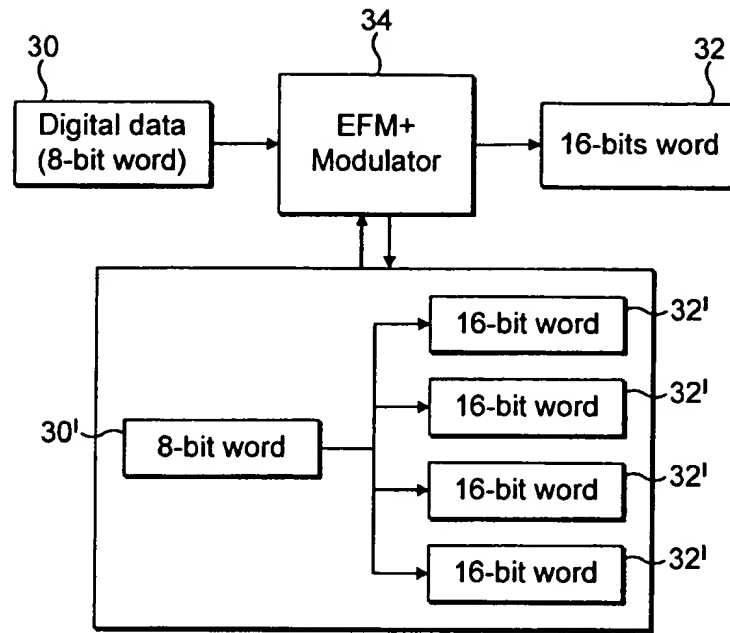 30
34
32
Digital data
(8-bit word)
EFM+
Modulator
16-bits word
16-bit word
32'
16-bit word
32'
30'
8-bit word
16-bit word
32'
16-bit word
32'